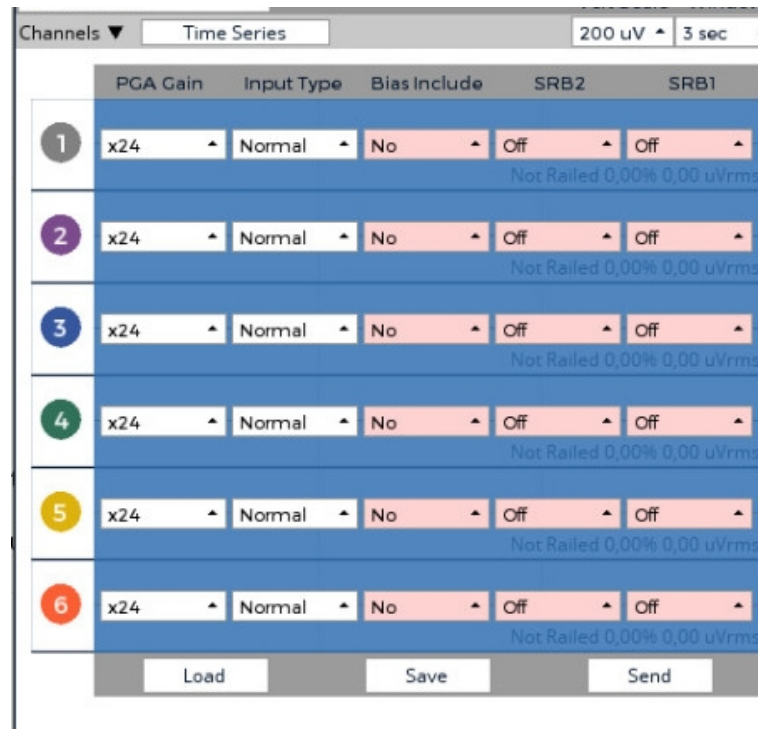 Channels ▼ Time Series 200 uV 3 sec
PGA Gain Input Type Bias Include SRB2 SRB1
1 x24 Normal No Off Off
Not Railed 0,00% 0,00 uVrms
2 x24 Normal No Off Off
Not Railed 0,00% 0,00 uVrms
3 x24 Normal No Off Off
Not Railed 0,00% 0,00 uVrms
4 x24 Normal No Off Off
Not Railed 0,00% 0,00 uVrms
5 x24 Normal No Off Off
Not Railed 0,00% 0,00 uVrms
6 x24 Normal No Off Off
Not Railed 0,00% 0,00 uVrms
Load Save Send